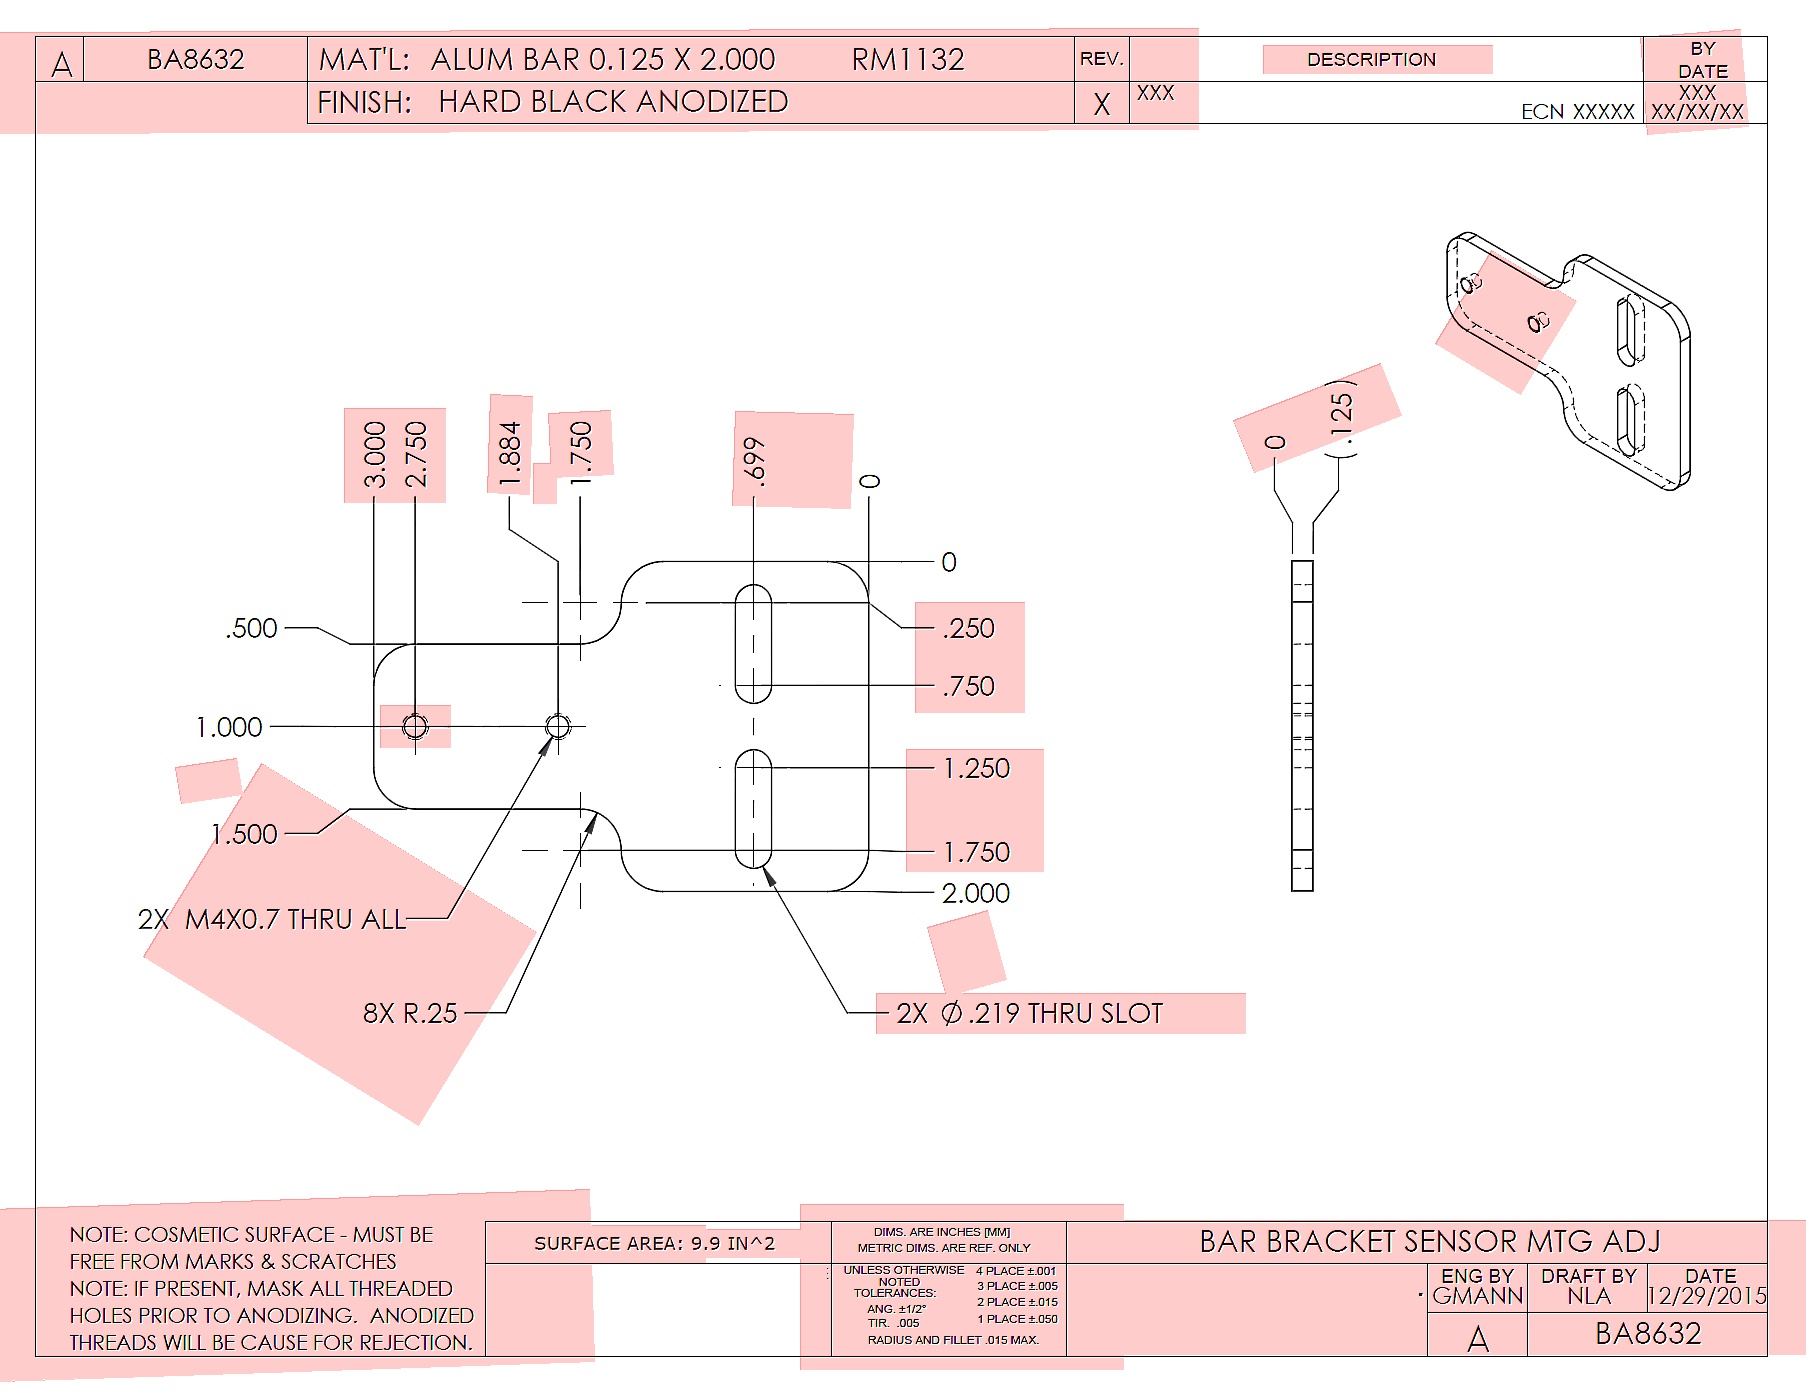 A BA8632 MAT'L: ALUM BAR 0.125 X 2.000 RM1132 REV. DESCRIPTION BY DATE
FINISH: HARD BLACK ANODIZED X XXX ECN XXXXX XXX XX/XX/XX
3.000 2.750 1.884 1.750 .699 0
0 (.125)
0
.500
.250
.750
1.000
1.250
1.500
1.750
2.000
2X M4X0.7 THRU ALL
8X R.25
2X Ø .219 THRU SLOT
NOTE: COSMETIC SURFACE - MUST BE
FREE FROM MARKS & SCRATCHES
NOTE: IF PRESENT, MASK ALL THREADED
HOLES PRIOR TO ANODIZING. ANODIZED
THREADS WILL BE CAUSE FOR REJECTION.
SURFACE AREA: 9.9 IN^2
DIMS. ARE INCHES [MM]
METRIC DIMS. ARE REF. ONLY
UNLESS OTHERWISE
NOTED
TOLERANCES:
ANG. ±1/2°
TIR. .005
4 PLACE ±.001
3 PLACE ±.005
2 PLACE ±.015
1 PLACE ±.050
RADIUS AND FILLET .015 MAX.
BAR BRACKET SENSOR MTG ADJ
ENG BY DRAFT BY DATE
GMANN NLA 12/29/2015
A BA8632